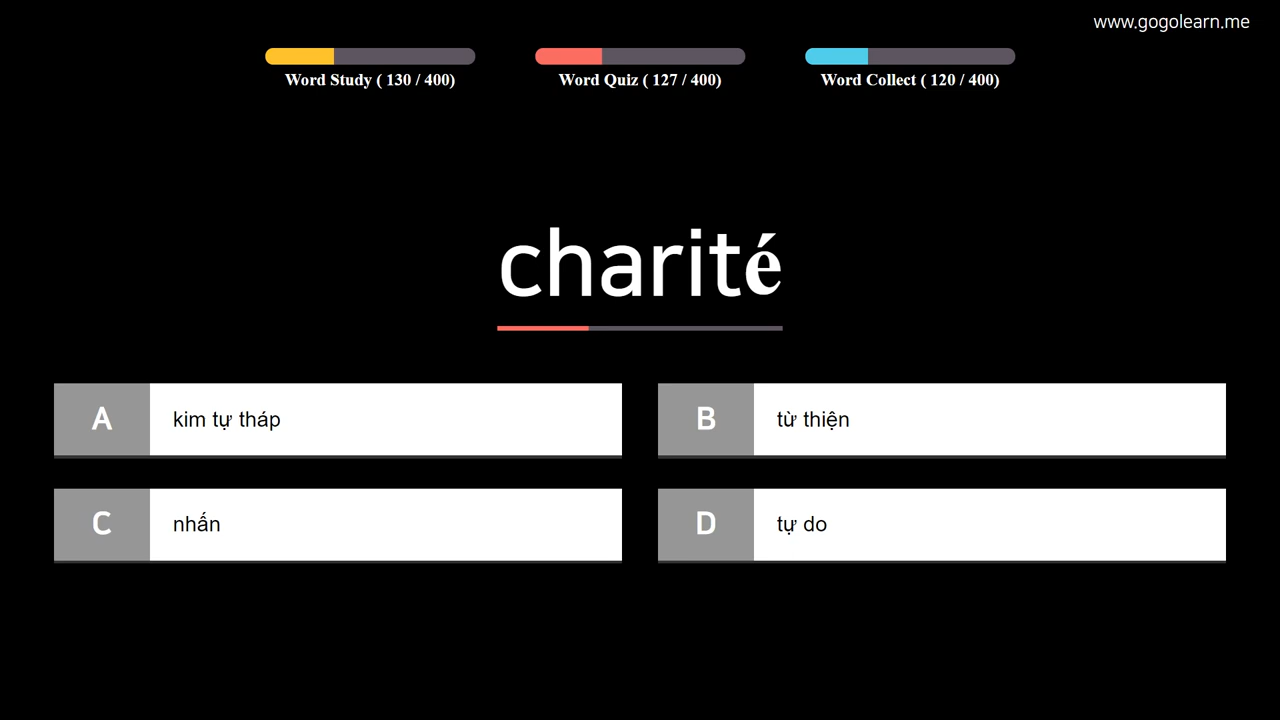 www.gogolearn.me
Word Study ( 130 / 400)
Word Quiz ( 127 / 400)
Word Collect ( 120 / 400)
charité
A kim tự tháp
B từ thiện
C nhấn
D tự do